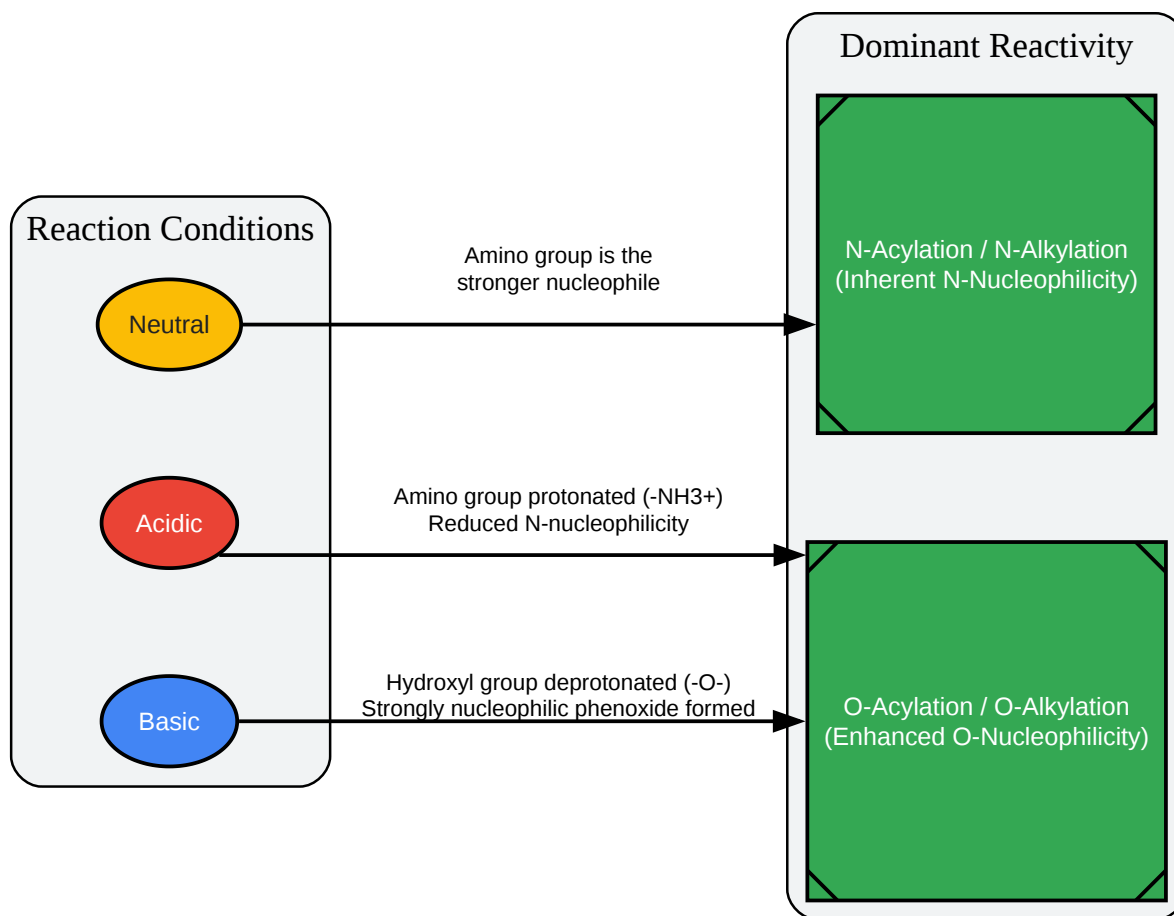 Dominant Reactivity
N-Acylation / N-Alkylation
(Inherent N-Nucleophilicity)
Reaction Conditions
Amino group is the
stronger nucleophile
Neutral
Amino group protonated (-NH3+)
Reduced N-nucleophilicity
Acidic
Hydroxyl group deprotonated (-O-)
Strongly nucleophilic phenoxide formed
Basic
O-Acylation / O-Alkylation
(Enhanced O-Nucleophilicity)